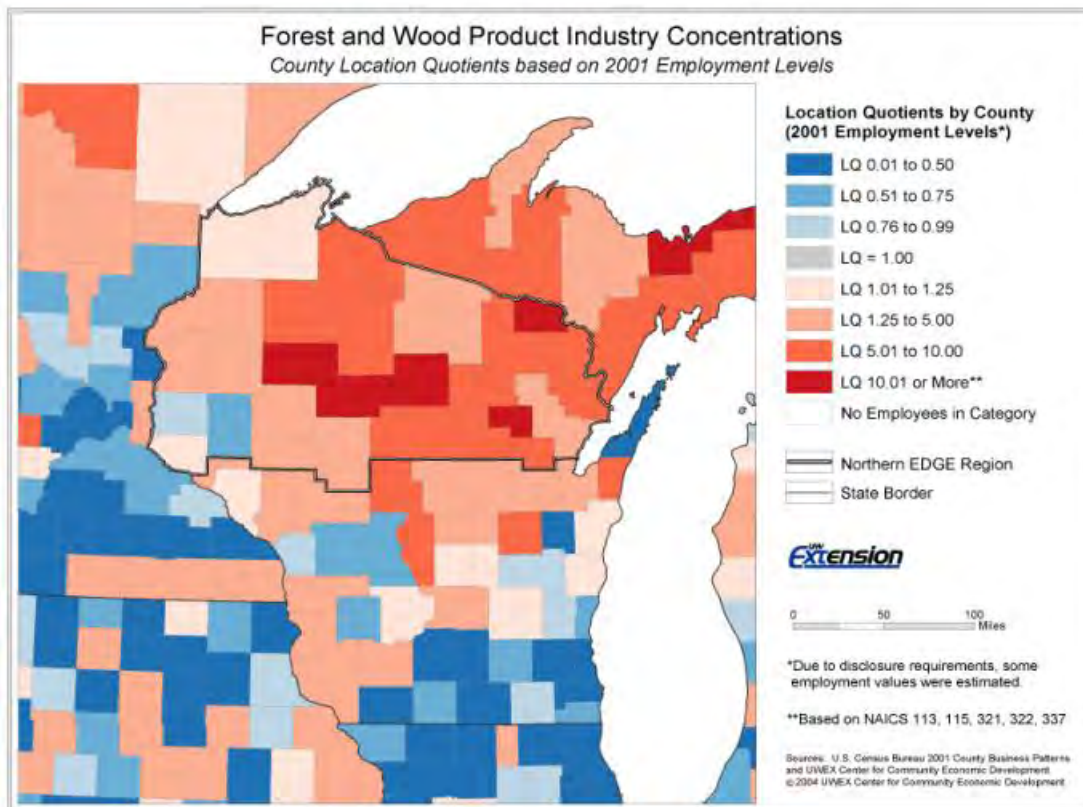 Forest and Wood Product Industry Concentrations
County Location Quotients based on 2001 Employment Levels
Location Quotients by County
(2001 Employment Levels*)
LQ 0.01 to 0.50
LQ 0.51 to 0.75
LQ 0.76 to 0.99
LQ = 1.00
LQ 1.01 to 1.25
LQ 1.25 to 5.00
LQ 5.01 to 10.00
LQ 10.01 or More**
No Employees in Category
Northern EDGE Region
State Border
UW
Extension
0 50 100
Miles
*Due to disclosure requirements, some
employment values were estimated.
**Based on NAICS 113, 115, 321, 322, 337
Sources: U.S. Census Bureau 2001 County Business Patterns
and UWEX Center for Community Economic Development
© 2004 UWEX Center for Community Economic Development